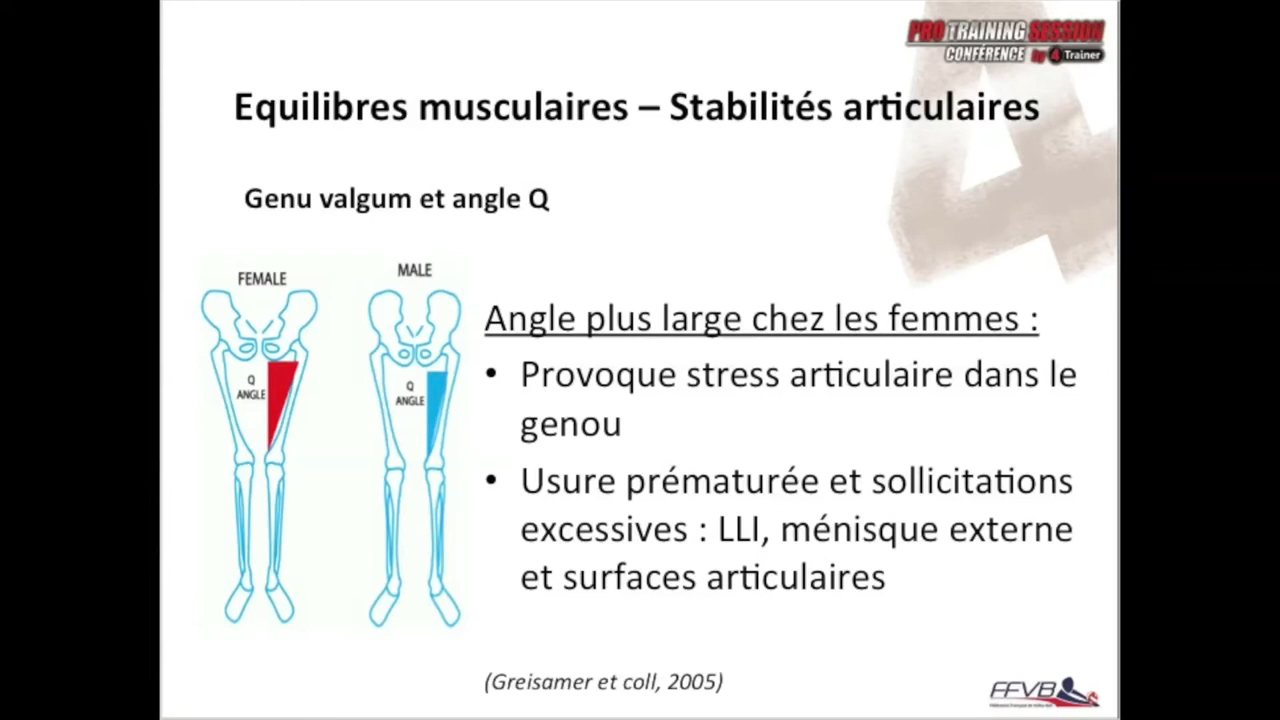 PRO TRAINING SESSION
CONFÉRENCE by 4 Trainer
Equilibres musculaires – Stabilités articulaires
Genu valgum et angle Q
FEMALE
MALE
Q
ANGLE
Q
ANGLE
Angle plus large chez les femmes :
• Provoque stress articulaire dans le
genou
• Usure prématurée et sollicitations
excessives : LLI, ménisque externe
et surfaces articulaires
(Greisamer et coll, 2005)
FFVB